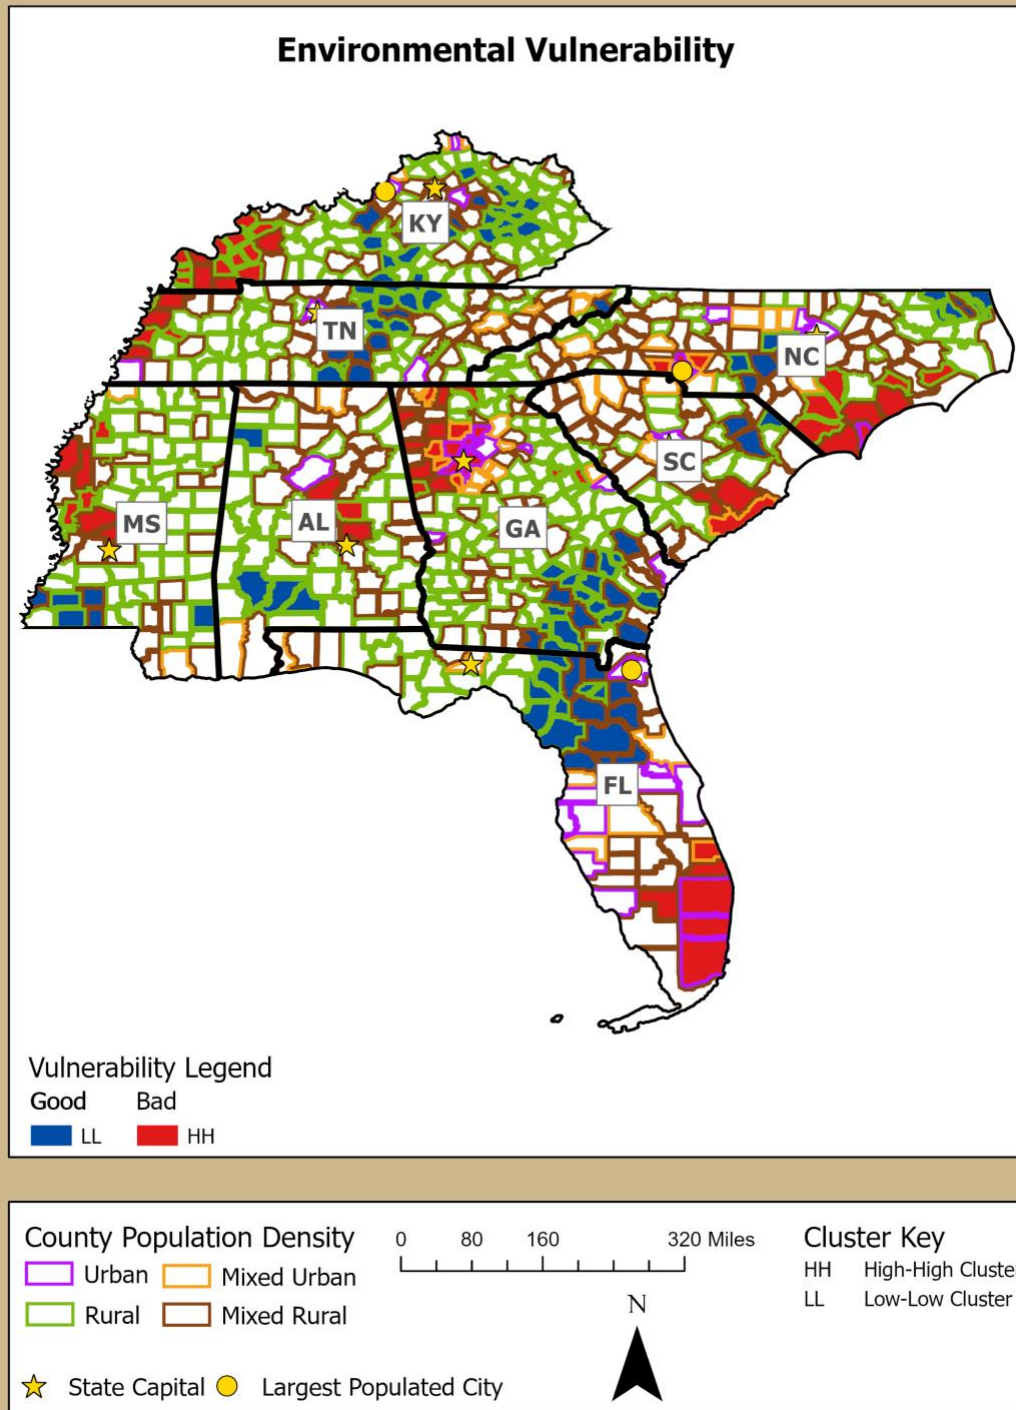 Environmental Vulnerability
KY
TN
NC
SC
MS
AL
GA
FL
Vulnerability Legend
Good Bad
LL HH
County Population Density
Urban Mixed Urban
Rural Mixed Rural
State Capital Largest Populated City
0 80 160 320 Miles
N
Cluster Key
HH High-High Cluster
LL Low-Low Cluster